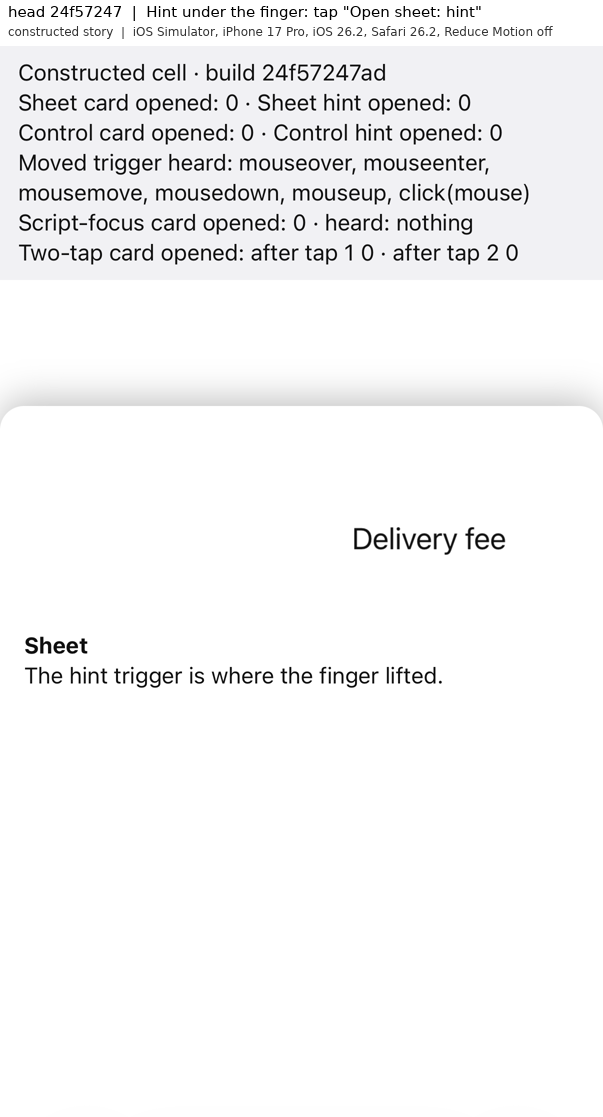 head 24f57247 | Hint under the finger: tap "Open sheet: hint"
constructed story | iOS Simulator, iPhone 17 Pro, iOS 26.2, Safari 26.2, Reduce Motion off
Constructed cell · build 24f57247ad
Sheet card opened: 0 · Sheet hint opened: 0
Control card opened: 0 · Control hint opened: 0
Moved trigger heard: mouseover, mouseenter,
mousemove, mousedown, mouseup, click(mouse)
Script-focus card opened: 0 · heard: nothing
Two-tap card opened: after tap 1 0 · after tap 2 0
Delivery fee
Sheet
The hint trigger is where the finger lifted.